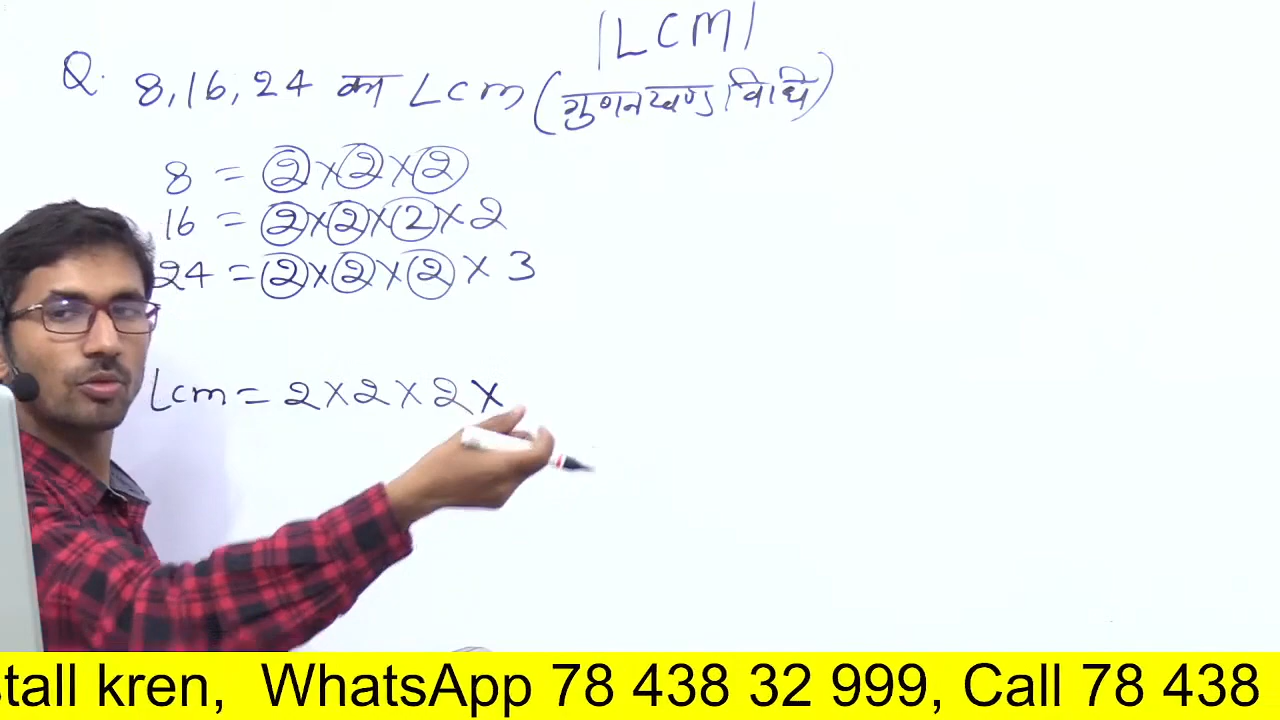 |LCM|
Q. 8, 16, 24 का Lcm (गुणनखण्ड विधि)
8 = 2×2×2
16 = 2×2×2×2
24 = 2×2×2×3
Lcm = 2×2×2×
stall kren, WhatsApp 78 438 32 999, Call 78 438